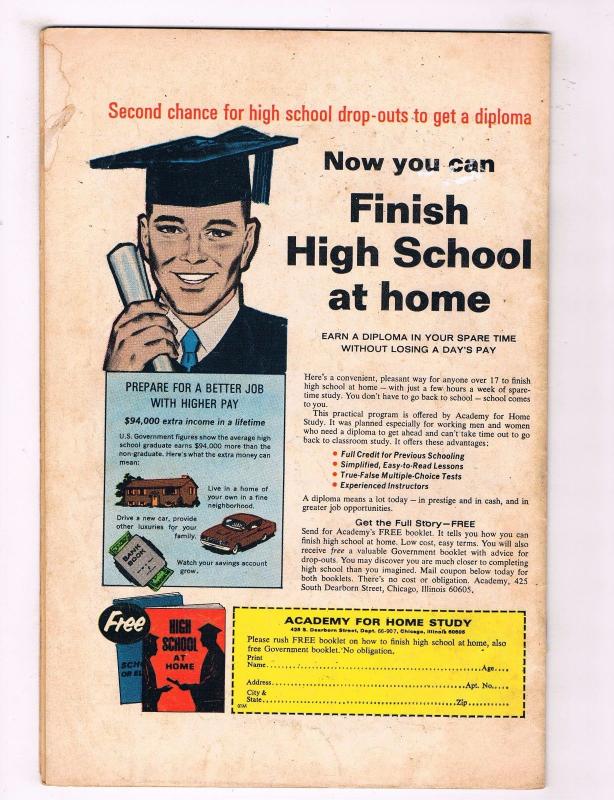 Second chance for high school drop-outs to get a diploma
Now you can
Finish
High School
at home
EARN A DIPLOMA IN YOUR SPARE TIME
WITHOUT LOSING A DAY'S PAY
PREPARE FOR A BETTER JOB
WITH HIGHER PAY
$94,000 extra income in a lifetime
U.S. Government figures show the average high
school graduate earns $94,000 more than the
non-graduate. Here's what the extra money can
mean:
Live in a home of
your own in a fine
neighborhood.
Drive a new car, provide
other luxuries for your
family.
BANK
BOOK
Watch your savings account
grow.
Here's a convenient, pleasant way for anyone over 17 to finish
high school at home — with just a few hours a week of spare-
time study. You don't have to go back to school — school comes
to you.
This practical program is offered by Academy for Home
Study. It was planned especially for working men and women
who need a diploma to get ahead and can't take time out to go
back to classroom study. It offers these advantages:
• Full Credit for Previous Schooling
• Simplified, Easy-to-Read Lessons
• True-False Multiple-Choice Tests
• Experienced Instructors
A diploma means a lot today — in prestige and in cash, and in
greater job opportunities.
Get the Full Story—FREE
Send for Academy's FREE booklet. It tells you how you can
finish high school at home. Low cost, easy terms. You will also
receive free a valuable Government booklet with advice for
drop-outs. You may discover you are much closer to completing
high school than you imagined. Mail coupon below today for
both booklets. There's no cost or obligation. Academy, 425
South Dearborn Street, Chicago, Illinois 60605.
Free
HIGH
SCHOOL
AT
HOME
SCH
OR EL
ACADEMY FOR HOME STUDY
425 S. Dearborn Street, Dept. 66-907, Chicago, Illinois 60605
Please rush FREE booklet on how to finish high school at home, also
free Government booklet. No obligation.
Print
Name Age
Address Apt. No.
City &
State Zip